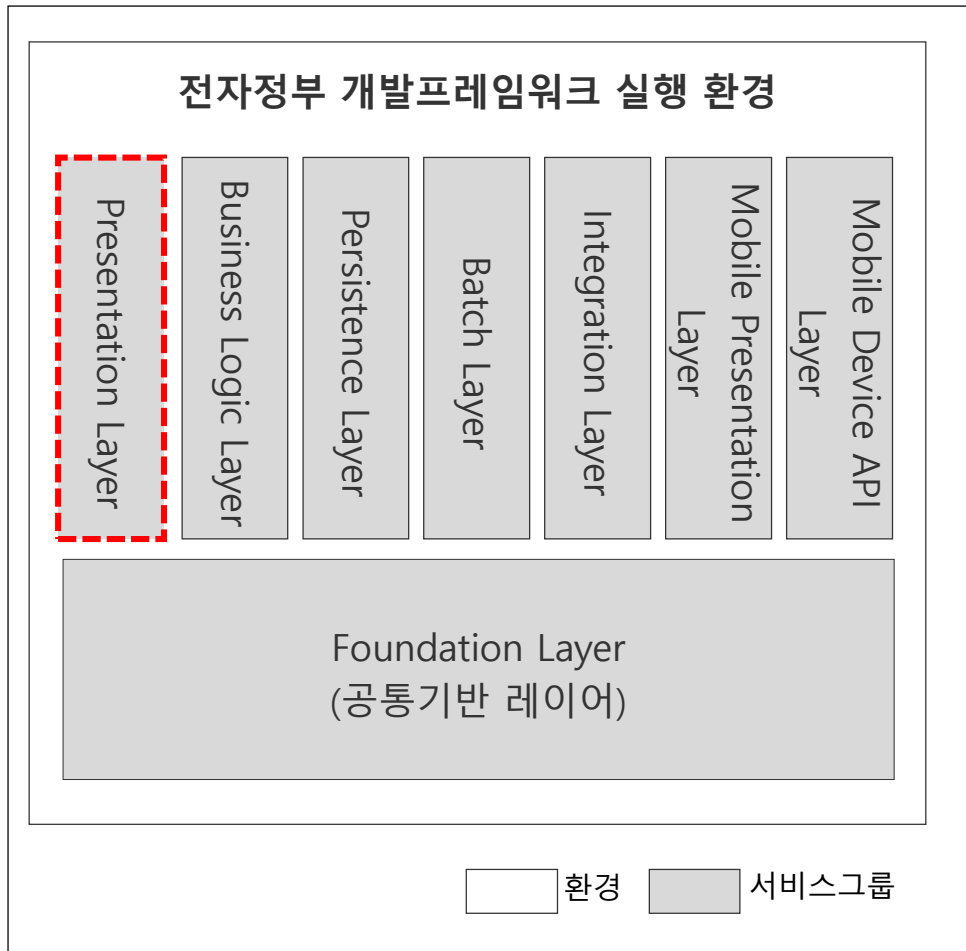 전자정부 개발프레임워크 실행 환경
Presentation Layer
Business Logic Layer
Persistence Layer
Batch Layer
Integration Layer
Mobile Presentation
Layer
Mobile Device API
Layer
Foundation Layer
(공통기반 레이어)
환경
서비스그룹